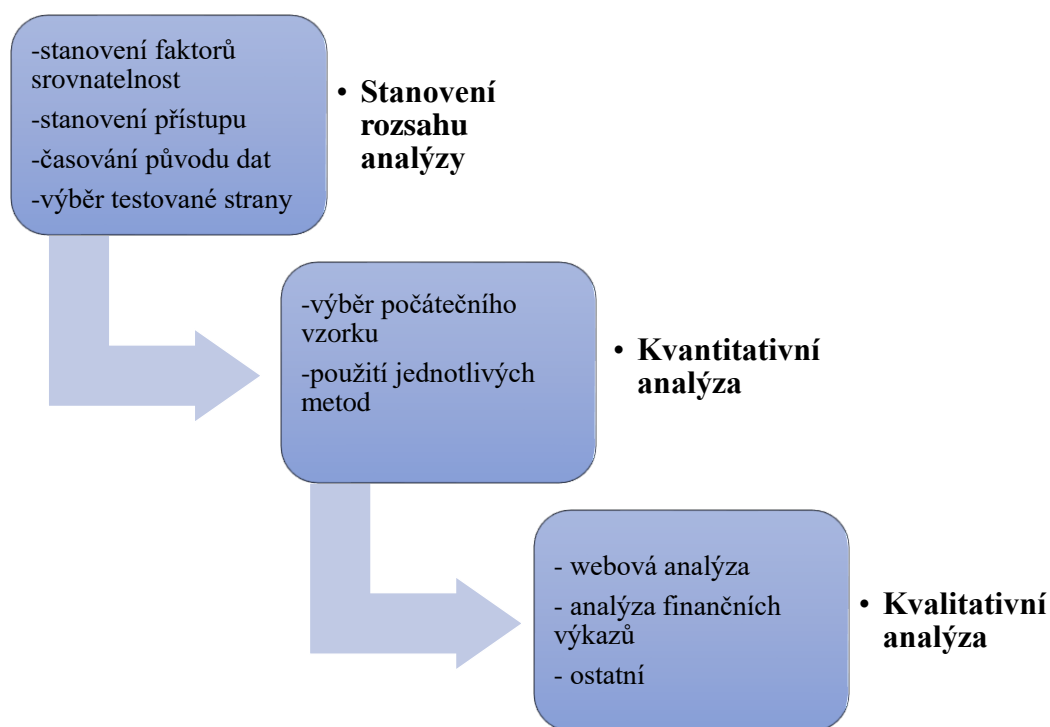 -stanovení faktorů
srovnatelnost
-stanovení přístupu
-časování původu dat
-výběr testované strany
• Stanovení
rozsahu
analýzy
-výběr počátečního
vzorku
-použití jednotlivých
metod
• Kvantitativní
analýza
- webová analýza
- analýza finančních
výkazů
- ostatní
• Kvalitativní
analýza